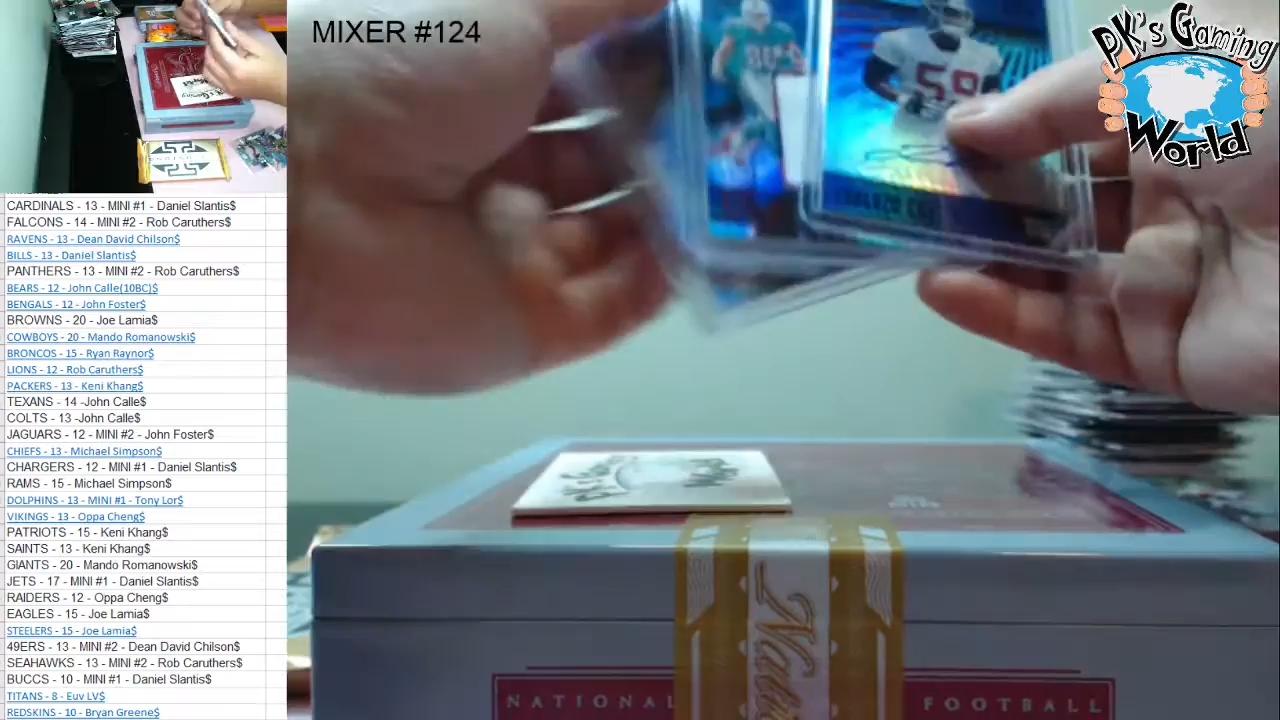 MIXER #124
PK's Gaming
World
CARDINALS - 13 - MINI #1 - Daniel Slantis$
FALCONS - 14 - MINI #2 - Rob Caruthers$
RAVENS - 13 - Dean David Chilson$
BILLS - 13 - Daniel Slantis$
PANTHERS - 13 - MINI #2 - Rob Caruthers$
BEARS - 12 - John Calle(10BC)$
BENGALS - 12 - John Foster$
BROWNS - 20 - Joe Lamia$
COWBOYS - 20 - Mando Romanowski$
BRONCOS - 15 - Ryan Raynor$
LIONS - 12 - Rob Caruthers$
PACKERS - 13 - Keni Khang$
TEXANS - 14 -John Calle$
COLTS - 13 -John Calle$
JAGUARS - 12 - MINI #2 - John Foster$
CHIEFS - 13 - Michael Simpson$
CHARGERS - 12 - MINI #1 - Daniel Slantis$
RAMS - 15 - Michael Simpson$
DOLPHINS - 13 - MINI #1 - Tony Lor$
VIKINGS - 13 - Oppa Cheng$
PATRIOTS - 15 - Keni Khang$
SAINTS - 13 - Keni Khang$
GIANTS - 20 - Mando Romanowski$
JETS - 17 - MINI #1 - Daniel Slantis$
RAIDERS - 12 - Oppa Cheng$
EAGLES - 15 - Joe Lamia$
STEELERS - 15 - Joe Lamia$
49ERS - 13 - MINI #2 - Dean David Chilson$
SEAHAWKS - 13 - MINI #2 - Rob Caruthers$
BUCCS - 10 - MINI #1 - Daniel Slantis$
TITANS - 8 - Euv LV$
REDSKINS - 10 - Bryan Greene$
59
NATIONAL
FOOTBALL